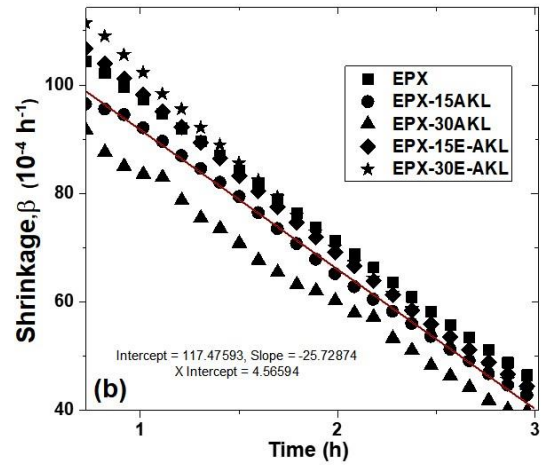 100
80
60
40
Shrinkage,β (10⁻⁴ h⁻¹)
EPX
EPX-15AKL
EPX-30AKL
EPX-15E-AKL
EPX-30E-AKL
Intercept = 117.47593, Slope = -25.72874
X Intercept = 4.56594
(b)
1
2
3
Time (h)